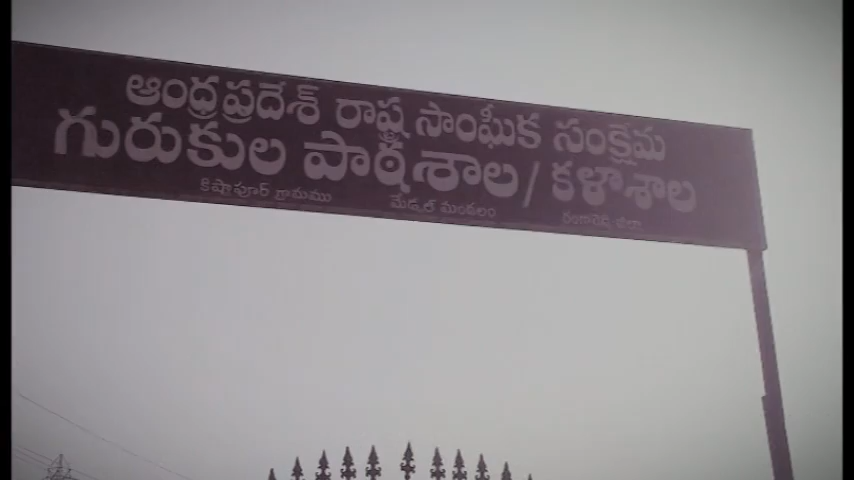 ఆంధ్రప్రదేశ్ రాష్ట్ర సాంఘీక సంక్షేమ
గురుకుల పాఠశాల/కళాశాల
కిష్టాపూర్ గ్రామము మేడ్చల్ మండలం రంగారెడ్డి జిల్లా